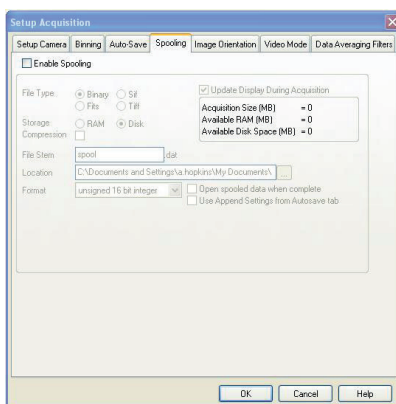 Setup Acquisition
Setup Camera Binning Auto-Save Spooling Image Orientation Video Mode Data Averaging Filters
Enable Spooling
File Type: Binary Sif
Fits Tiff
Update Display During Acquisition
Storage: RAM Disk
Compression
Acquisition Size (MB) = 0
Available RAM (MB) = 0
Available Disk Space (MB) = 0
File Stem spool .dat
Location C:\Documents and Settings\a.hopkins\My Documents\ ...
Format unsigned 16 bit integer
Open spooled data when complete
Use Append Settings from Autosave tab
OK Cancel Help